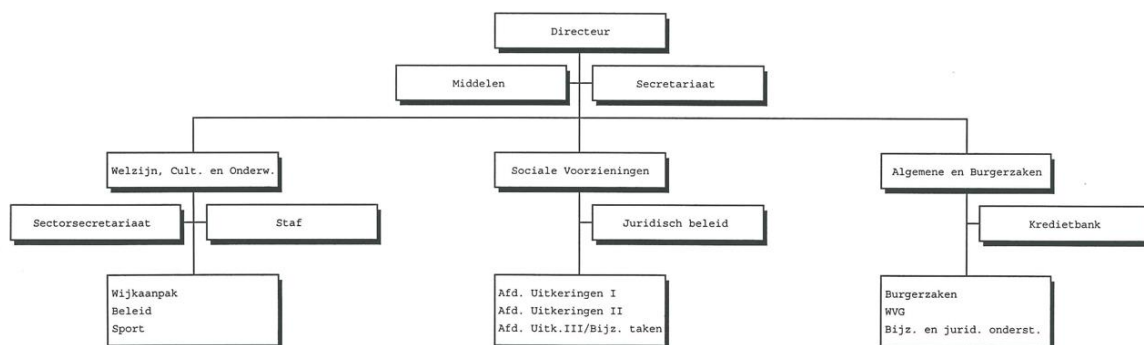 Directeur
Middelen
Secretariaat
Welzijn, Cult. en Onderw.
Sociale Voorzieningen
Algemene en Burgerzaken
Sectorsecretariaat
Staf
Juridisch beleid
Kredietbank
Wijkaanpak
Beleid
Sport
Afd. Uitkeringen I
Afd. Uitkeringen II
Afd. Uitk.III/Bijz. taken
Burgerzaken
WVG
Bijz. en jurid. onderst.